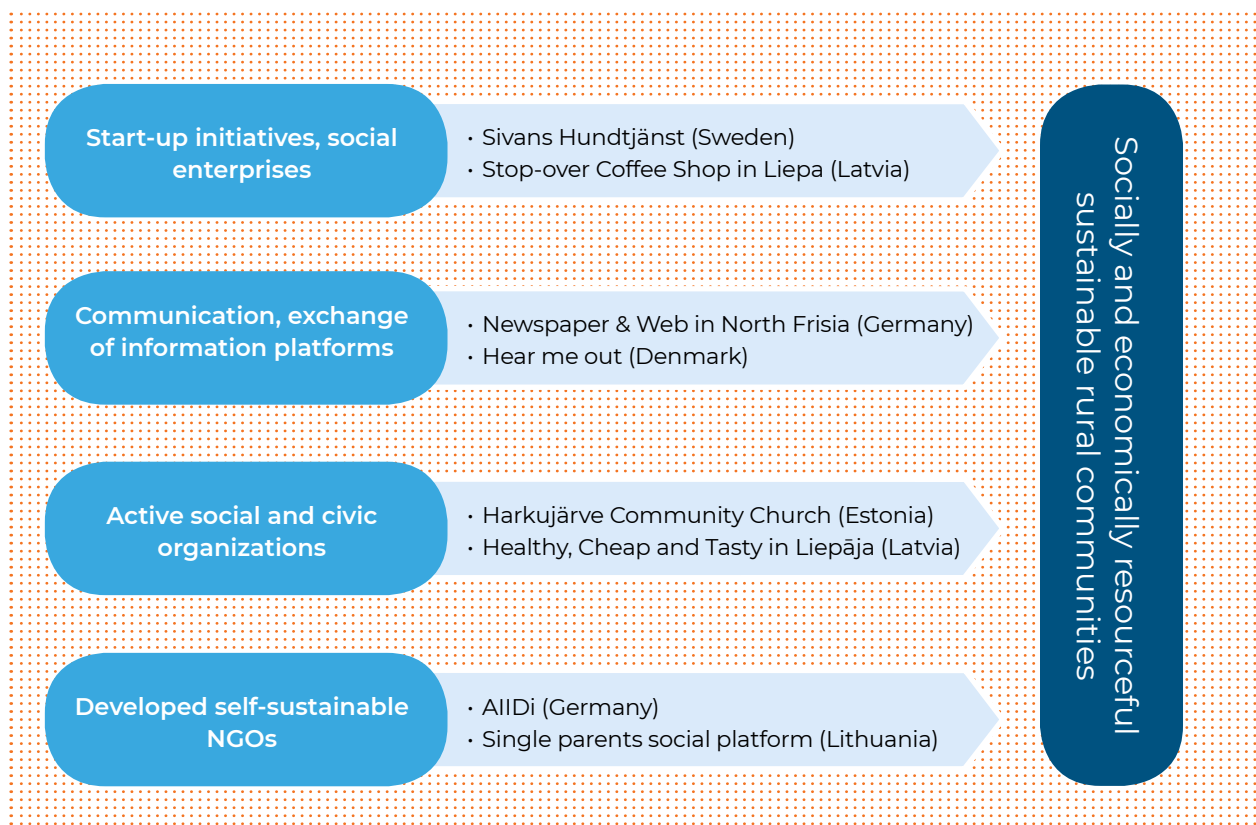 Start-up initiatives, social
enterprises
· Sivans Hundtjänst (Sweden)
· Stop-over Coffee Shop in Liepa (Latvia)
Communication, exchange
of information platforms
· Newspaper & Web in North Frisia (Germany)
· Hear me out (Denmark)
Active social and civic
organizations
· Harkujärve Community Church (Estonia)
· Healthy, Cheap and Tasty in Liepāja (Latvia)
Developed self-sustainable
NGOs
· AIIDi (Germany)
· Single parents social platform (Lithuania)
Socially and economically resourceful
sustainable rural communities